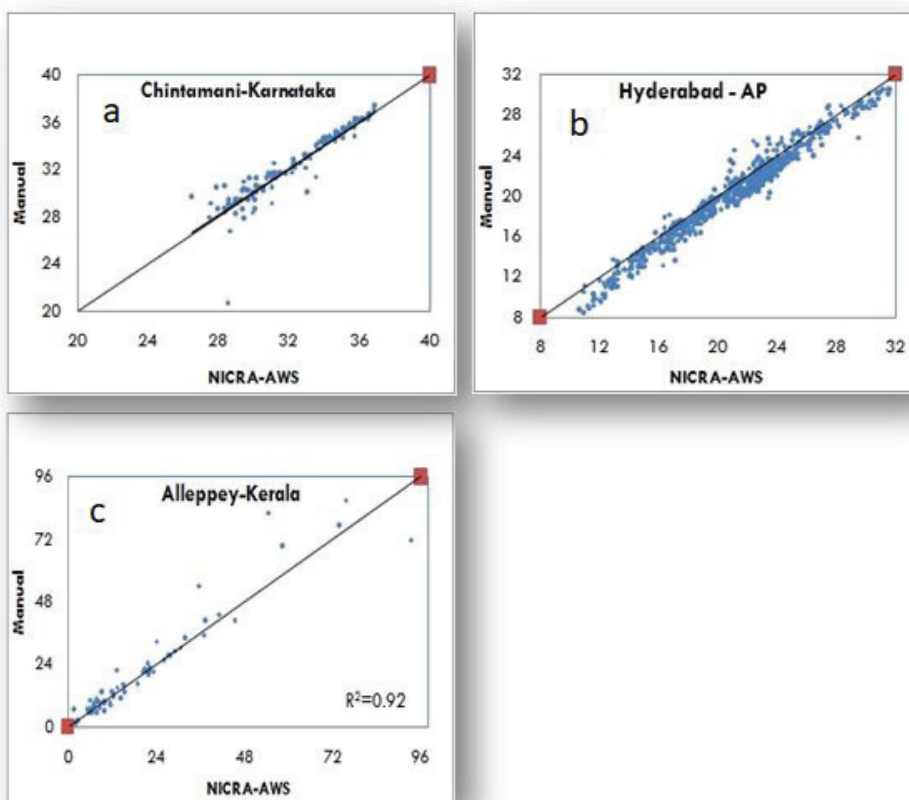 a
Chintamani-Karnataka
Manual
40
36
32
28
24
20
20 24 28 32 36 40
NICRA-AWS
b
Hyderabad - AP
Manual
32
28
24
20
16
12
8
8 12 16 20 24 28 32
NICRA-AWS
c
Alleppey-Kerala
Manual
96
72
48
24
0
R²=0.92
0 24 48 72 96
NICRA-AWS